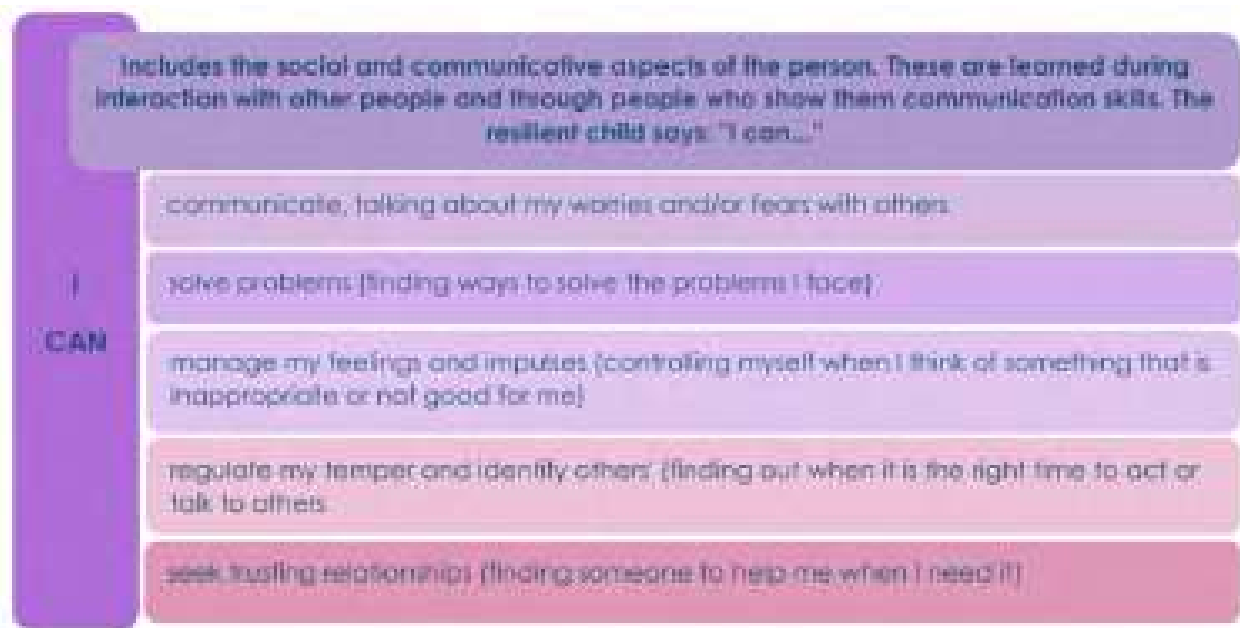 Includes the social and communicative aspects of the person. These are learned during
interaction with other people and through people who show them communication skills. The
resilient child says: "I can..."
communicate, talking about my worries and/or fears with others
I
solve problems (finding ways to solve the problems I face)
CAN
manage my feelings and impulses (controlling myself when I think of something that is
inappropriate or not good for me)
regulate my temper and identify others' (finding out when it is the right time to act or
talk to others
seek trusting relationships (finding someone to help me when I need it)